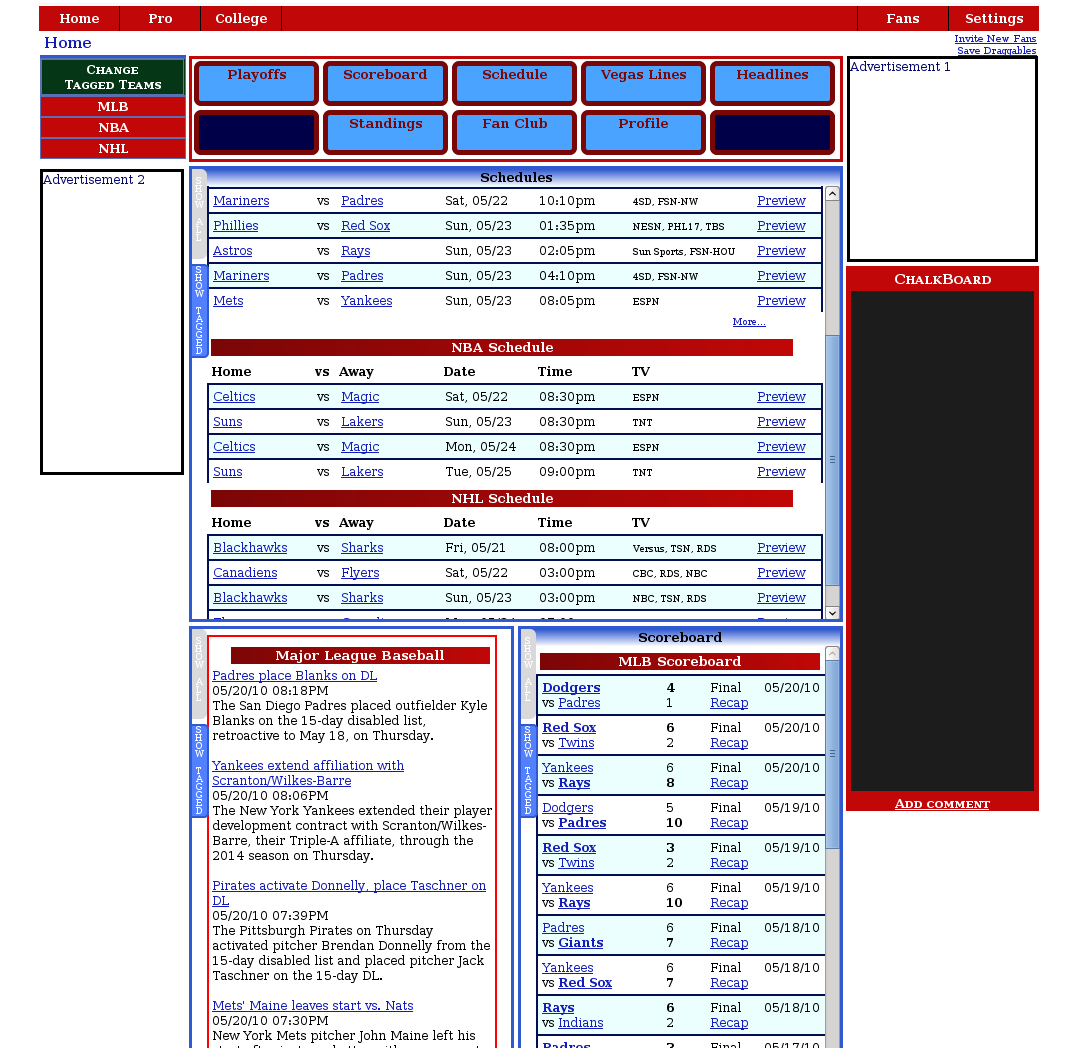 Home Pro College Fans Settings
Home
Invite New Fans
Save Draggables
Change
Tagged Teams
MLB
NBA
NHL
Advertisement 2
Playoffs Scoreboard Schedule Vegas Lines Headlines
Standings Fan Club Profile
Advertisement 1
ChalkBoard
Add comment
SHOW ALL
SHOW TAGGED
Schedules
Mariners vs Padres Sat, 05/22 10:10pm 4SD, FSN-NW Preview
Phillies vs Red Sox Sun, 05/23 01:35pm NESN, PHL17, TBS Preview
Astros vs Rays Sun, 05/23 02:05pm Sun Sports, FSN-HOU Preview
Mariners vs Padres Sun, 05/23 04:10pm 4SD, FSN-NW Preview
Mets vs Yankees Sun, 05/23 08:05pm ESPN Preview
More...
NBA Schedule
Home vs Away Date Time TV
Celtics vs Magic Sat, 05/22 08:30pm ESPN Preview
Suns vs Lakers Sun, 05/23 08:30pm TNT Preview
Celtics vs Magic Mon, 05/24 08:30pm ESPN Preview
Suns vs Lakers Tue, 05/25 09:00pm TNT Preview
NHL Schedule
Home vs Away Date Time TV
Blackhawks vs Sharks Fri, 05/21 08:00pm Versus, TSN, RDS Preview
Canadiens vs Flyers Sat, 05/22 03:00pm CBC, RDS, NBC Preview
Blackhawks vs Sharks Sun, 05/23 03:00pm NBC, TSN, RDS Preview
SHOW ALL
SHOW TAGGED
Major League Baseball
Padres place Blanks on DL
05/20/10 08:18PM
The San Diego Padres placed outfielder Kyle
Blanks on the 15-day disabled list,
retroactive to May 18, on Thursday.
Yankees extend affiliation with
Scranton/Wilkes-Barre
05/20/10 08:06PM
The New York Yankees extended their player
development contract with Scranton/Wilkes-
Barre, their Triple-A affiliate, through the
2014 season on Thursday.
Pirates activate Donnelly, place Taschner on
DL
05/20/10 07:39PM
The Pittsburgh Pirates on Thursday
activated pitcher Brendan Donnelly from the
15-day disabled list and placed pitcher Jack
Taschner on the 15-day DL.
Mets' Maine leaves start vs. Nats
05/20/10 07:30PM
New York Mets pitcher John Maine left his
SHOW ALL
SHOW TAGGED
Scoreboard
MLB Scoreboard
Dodgers 4 Final 05/20/10
vs Padres 1 Recap
Red Sox 6 Final 05/20/10
vs Twins 2 Recap
Yankees 6 Final 05/20/10
vs Rays 8 Recap
Dodgers 5 Final 05/19/10
vs Padres 10 Recap
Red Sox 3 Final 05/19/10
vs Twins 2 Recap
Yankees 6 Final 05/19/10
vs Rays 10 Recap
Padres 6 Final 05/18/10
vs Giants 7 Recap
Yankees 6 Final 05/18/10
vs Red Sox 7 Recap
Rays 6 Final 05/18/10
vs Indians 2 Recap
Padres Final 05/17/10